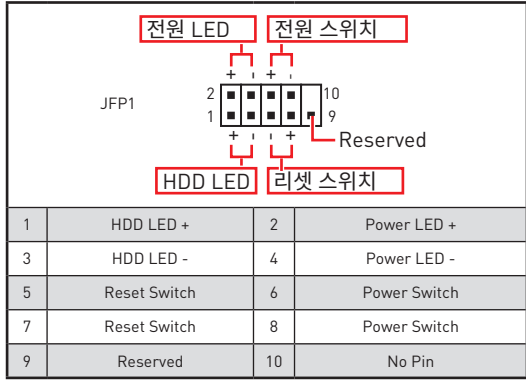 전원 LED 전원 스위치
+ - + -
JFP1
2 10
1 9
+ - - +
Reserved
HDD LED 리셋 스위치
1 HDD LED + 2 Power LED +
3 HDD LED - 4 Power LED -
5 Reset Switch 6 Power Switch
7 Reset Switch 8 Power Switch
9 Reserved 10 No Pin